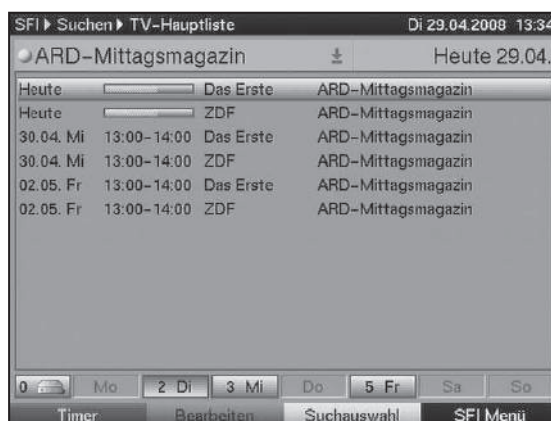 SFI Suchen TV-Hauptliste Di 29.04.2008 13:34
ARD-Mittagsmagazin Heute 29.04.
Heute Das Erste ARD-Mittagsmagazin
Heute ZDF ARD-Mittagsmagazin
30.04. Mi 13:00-14:00 Das Erste ARD-Mittagsmagazin
30.04. Mi 13:00-14:00 ZDF ARD-Mittagsmagazin
02.05. Fr 13:00-14:00 Das Erste ARD-Mittagsmagazin
02.05. Fr 13:00-14:00 ZDF ARD-Mittagsmagazin
0 Mo 2 Di 3 Mi Do 5 Fr Sa So
Timer Bearbeiten Suchauswahl SFI Menü